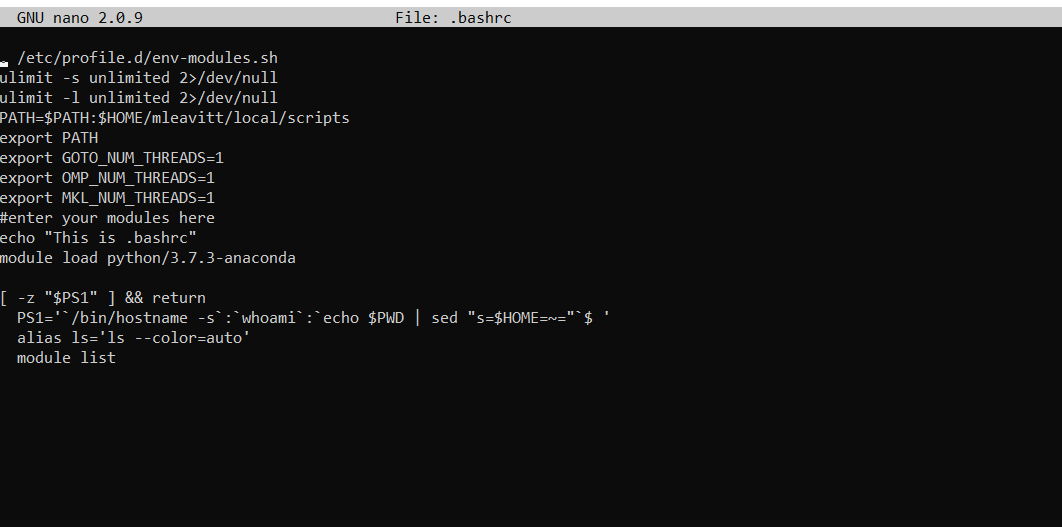 GNU nano 2.0.9 File: .bashrc
. /etc/profile.d/env-modules.sh
ulimit -s unlimited 2>/dev/null
ulimit -l unlimited 2>/dev/null
PATH=$PATH:$HOME/mleavitt/local/scripts
export PATH
export GOTO_NUM_THREADS=1
export OMP_NUM_THREADS=1
export MKL_NUM_THREADS=1
#enter your modules here
echo "This is .bashrc"
module load python/3.7.3-anaconda
[ -z "$PS1" ] && return
PS1='`/bin/hostname -s`:`whoami`:`echo $PWD | sed "s=$HOME=~="`$ '
alias ls='ls --color=auto'
module list